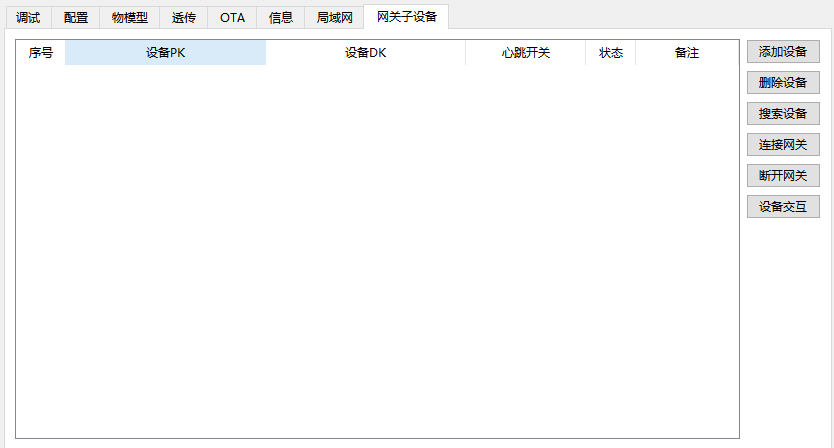 调试 配置 物模型 透传 OTA 信息 局域网 网关子设备
序号 设备PK 设备DK 心跳开关 状态 备注
添加设备
删除设备
搜索设备
连接网关
断开网关
设备交互